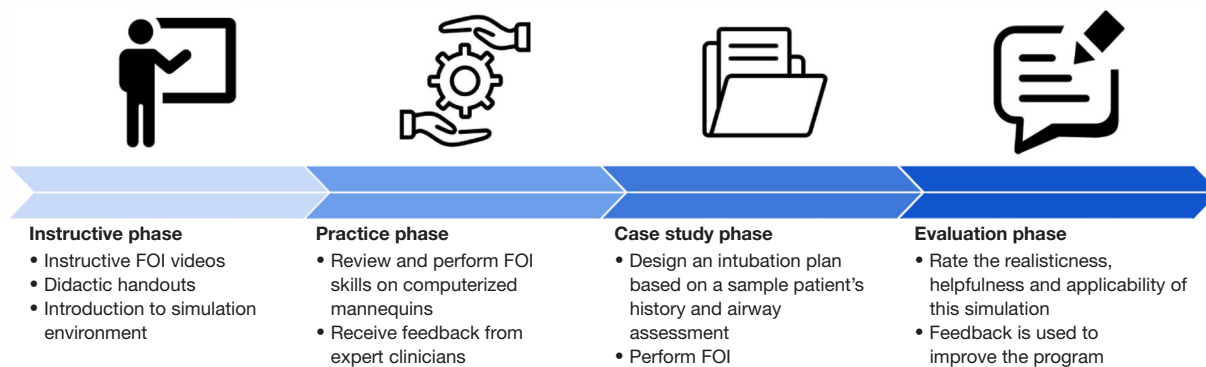 Instructive phase
• Instructive FOI videos
• Didactic handouts
• Introduction to simulation
environment
Practice phase
• Review and perform FOI
skills on computerized
mannequins
• Receive feedback from
expert clinicians
Case study phase
• Design an intubation plan
based on a sample patient’s
history and airway
assessment
• Perform FOI
Evaluation phase
• Rate the realisticness,
helpfulness and applicability of
this simulation
• Feedback is used to
improve the program